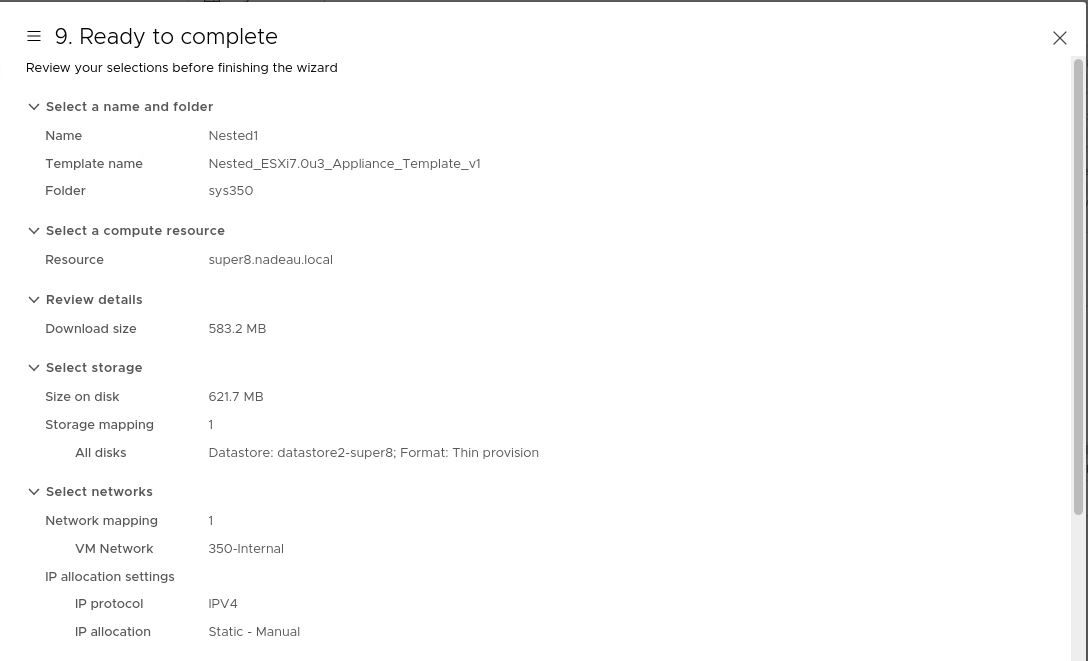 9. Ready to complete
Review your selections before finishing the wizard
Select a name and folder
Name Nested1
Template name Nested_ESXi7.0u3_Appliance_Template_v1
Folder sys350
Select a compute resource
Resource super8.nadeau.local
Review details
Download size 583.2 MB
Select storage
Size on disk 621.7 MB
Storage mapping 1
All disks Datastore: datastore2-super8; Format: Thin provision
Select networks
Network mapping 1
VM Network 350-Internal
IP allocation settings
IP protocol IPV4
IP allocation Static - Manual